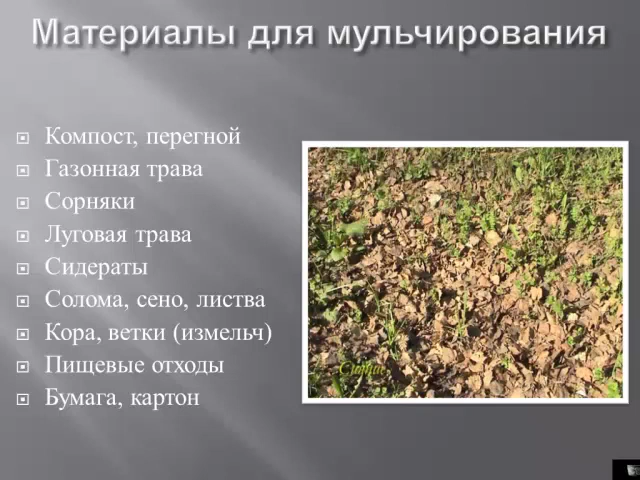 Материалы для мульчирования
Компост, перегной
Газонная трава
Сорняки
Луговая трава
Сидераты
Солома, сено, листва
Кора, ветки (измельч)
Пищевые отходы
Бумага, картон